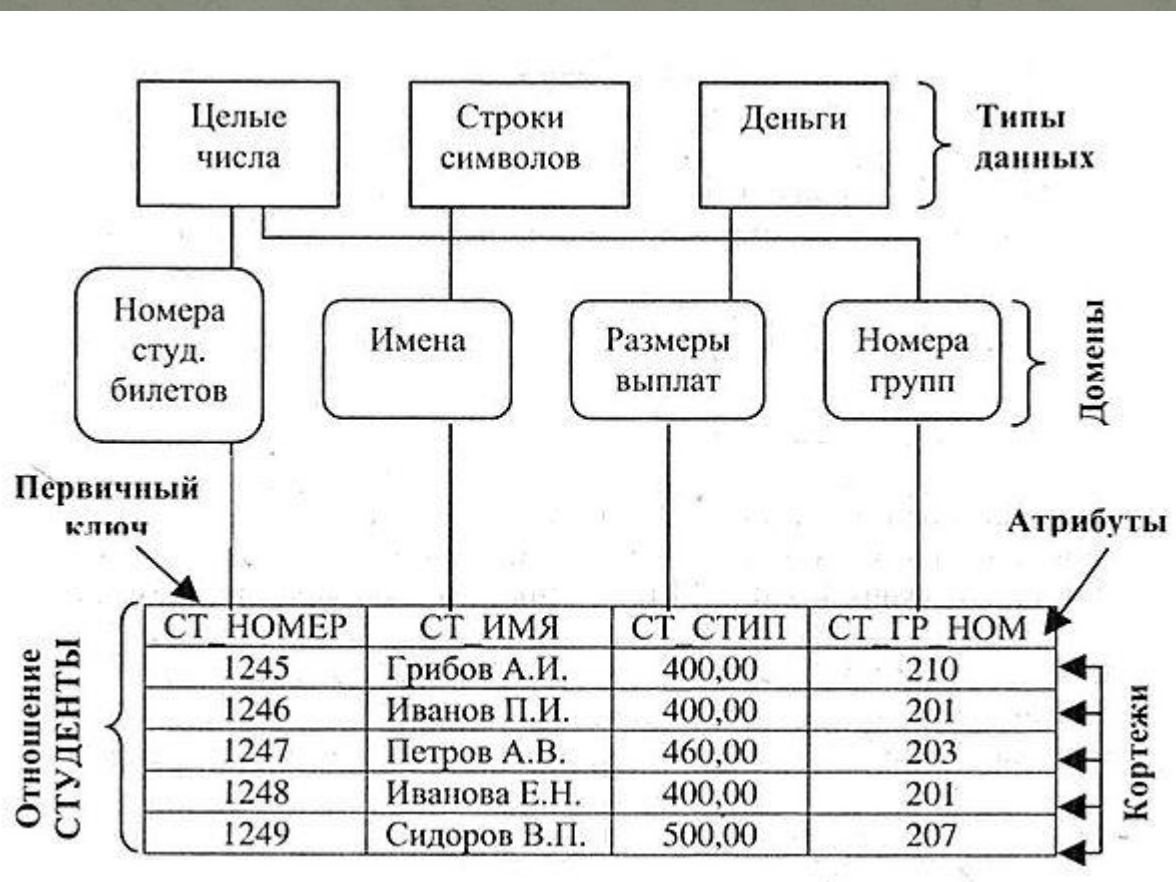 Целые
числа
Строки
символов
Деньги
Типы
данных
Номера
студ.
билетов
Имена
Размеры
выплат
Номера
групп
Домены
Первичный
ключ
Атрибуты
Отношение
СТУДЕНТЫ
СТ_НОМЕР СТ_ИМЯ СТ_СТИП СТ_ГР_НОМ
1245 Грибов А.И. 400,00 210
1246 Иванов П.И. 400,00 201
1247 Петров А.В. 460,00 203
1248 Иванова Е.Н. 400,00 201
1249 Сидоров В.П. 500,00 207
Кортежи